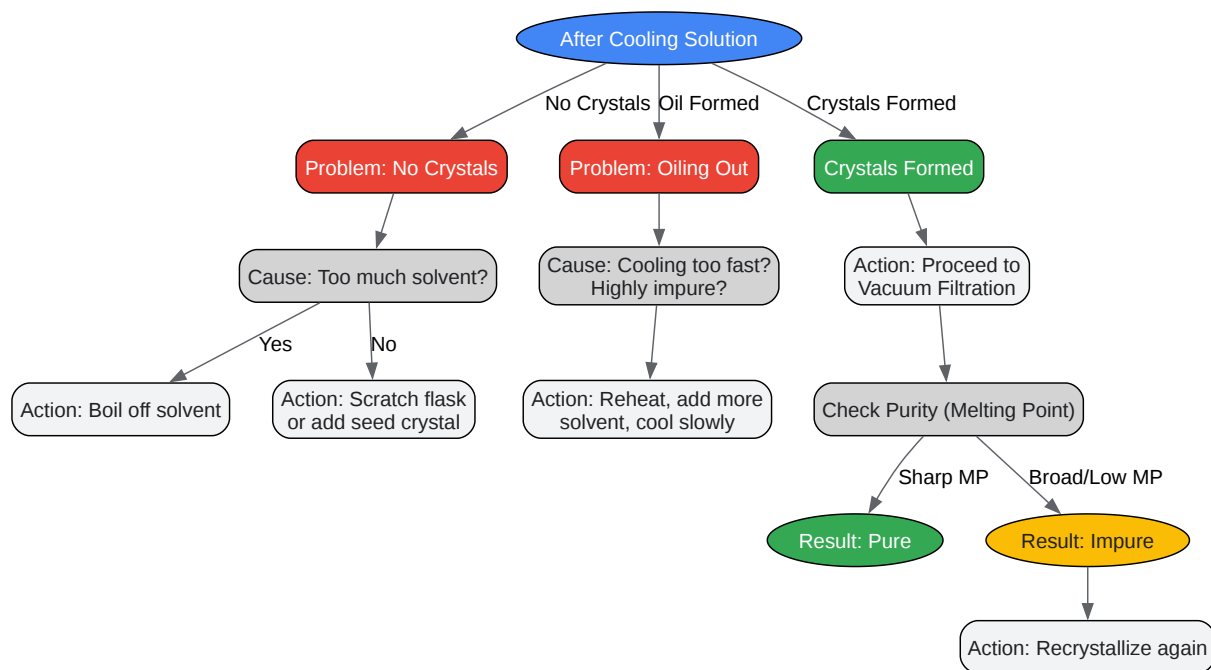 After Cooling Solution
No Crystals
Oil Formed
Crystals Formed
Problem: No Crystals
Problem: Oiling Out
Crystals Formed
Cause: Too much solvent?
Cause: Cooling too fast?
Highly impure?
Action: Proceed to
Vacuum Filtration
Yes
No
Action: Boil off solvent
Action: Scratch flask
or add seed crystal
Action: Reheat, add more
solvent, cool slowly
Check Purity (Melting Point)
Sharp MP
Broad/Low MP
Result: Pure
Result: Impure
Action: Recrystallize again